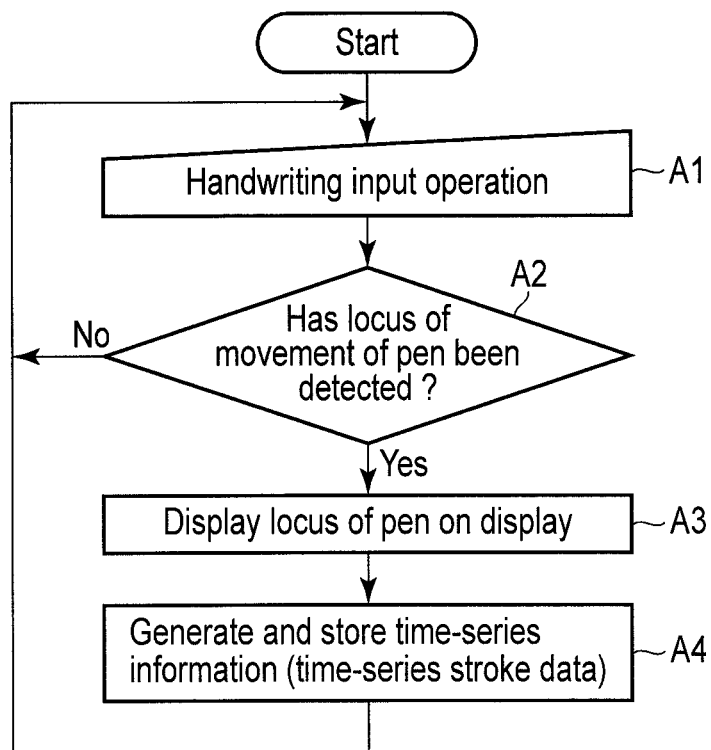 Start
Handwriting input operation
A1
A2
Has locus of
movement of pen been
detected ?
No
Yes
Display locus of pen on display
A3
Generate and store time-series
information (time-series stroke data)
A4